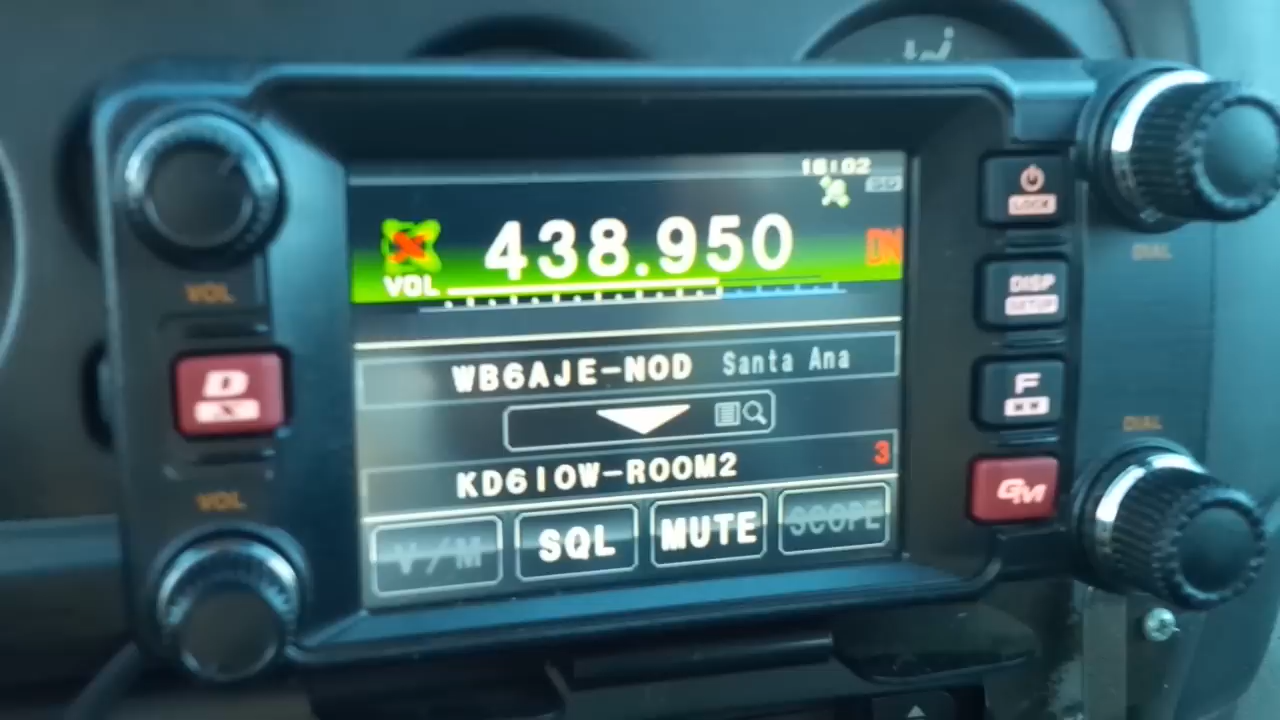 16:02
438.950
DN
VOL
WB6AJE-NOD Santa Ana
KD6IOW-ROOM2 3
V/M SQL MUTE SCOPE
VOL
D
VOL
LOCK
DISP
SETUP
F
GM
DIAL
DIAL